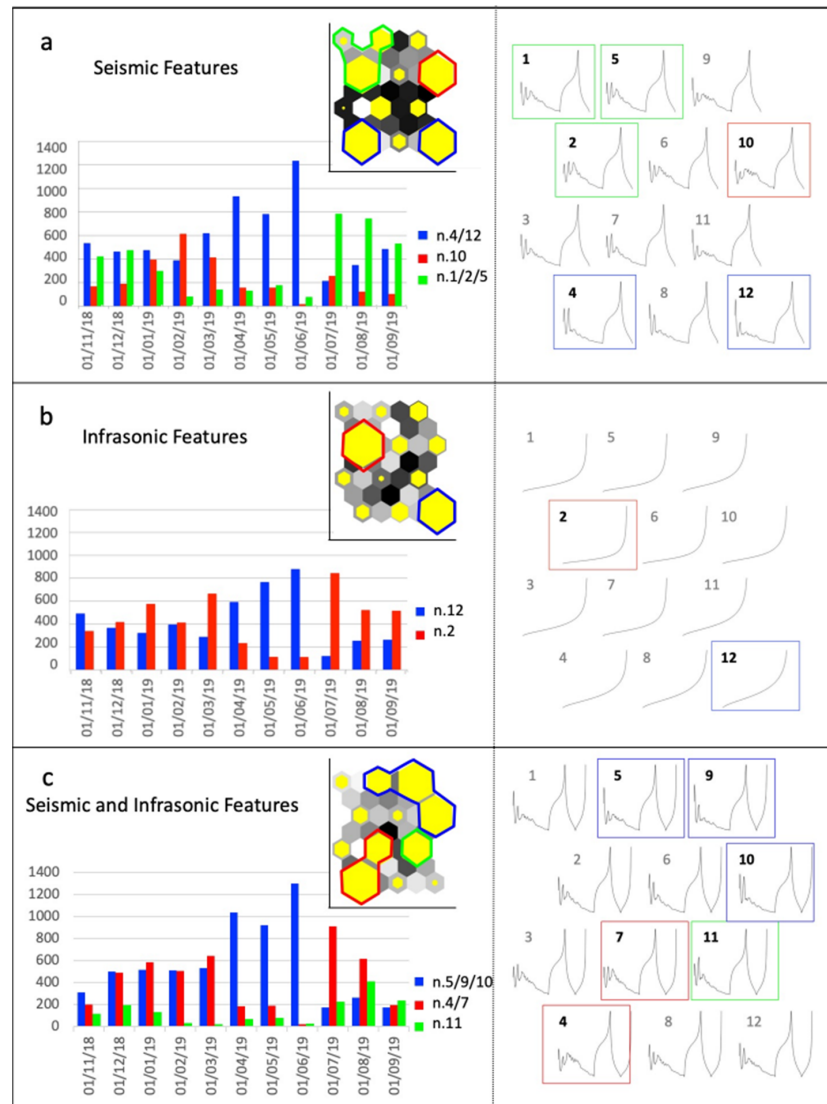 a
Seismic Features
1400
1200
1000
800
600
400
200
0
01/11/18
01/12/18
01/01/19
01/02/19
01/03/19
01/04/19
01/05/19
01/06/19
01/07/19
01/08/19
01/09/19
n.4/12
n.10
n.1/2/5
1 5 9
2 6 10
3 7 11
4 8 12
b
Infrasonic Features
1400
1200
1000
800
600
400
200
0
01/11/18
01/12/18
01/01/19
01/02/19
01/03/19
01/04/19
01/05/19
01/06/19
01/07/19
01/08/19
01/09/19
n.12
n.2
1 5 9
2 6 10
3 7 11
4 8 12
c
Seismic and Infrasonic Features
1400
1200
1000
800
600
400
200
0
01/11/18
01/12/18
01/01/19
01/02/19
01/03/19
01/04/19
01/05/19
01/06/19
01/07/19
01/08/19
01/09/19
n.5/9/10
n.4/7
n.11
1 5 9
2 6 10
3 7 11
4 8 12